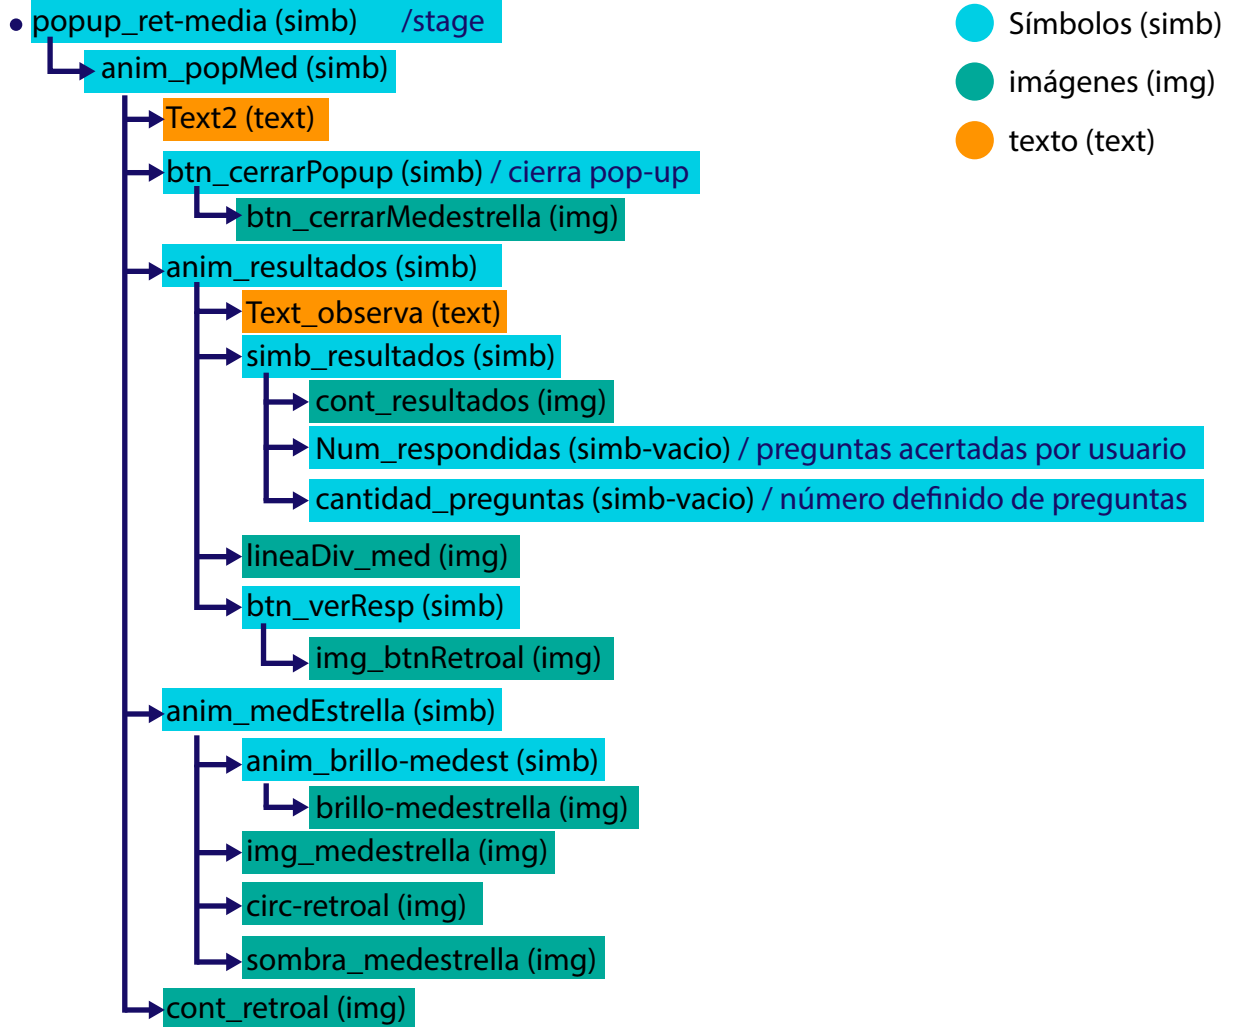 popup_ret-media (simb) /stage
anim_popMed (simb)
Text2 (text)
btn_cerrarPopup (simb) / cierra pop-up
btn_cerrarMedestrella (img)
anim_resultados (simb)
Text_observa (text)
simb_resultados (simb)
cont_resultados (img)
Num_respondidas (simb-vacio) / preguntas acertadas por usuario
cantidad_preguntas (simb-vacio) / número definido de preguntas
lineaDiv_med (img)
btn_verResp (simb)
img_btnRetroal (img)
anim_medEstrella (simb)
anim_brillo-medest (simb)
brillo-medestrella (img)
img_medestrella (img)
circ-retroal (img)
sombra_medestrella (img)
cont_retroal (img)
Símbolos (simb)
imágenes (img)
texto (text)